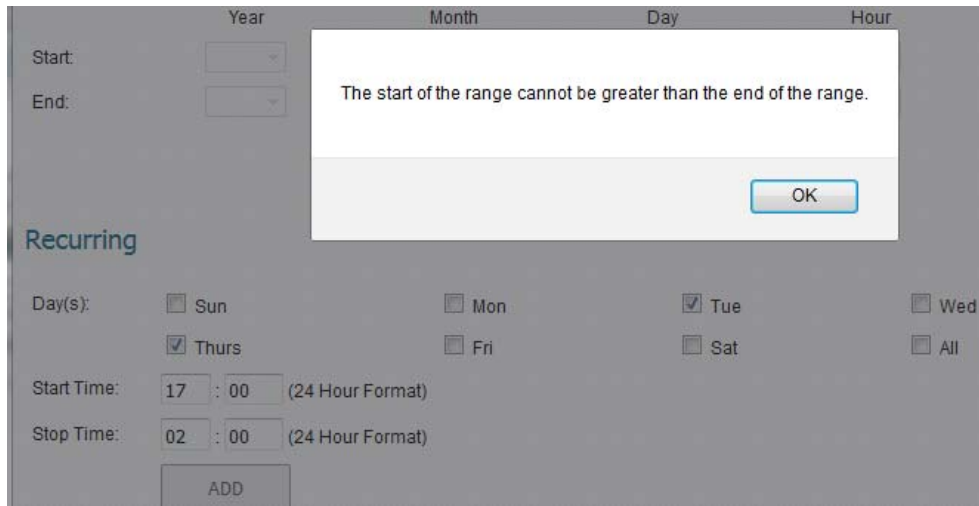 Year Month Day Hour
Start:
End:
The start of the range cannot be greater than the end of the range.
OK
Recurring
Day(s): Sun Mon Tue Wed
Thurs Fri Sat All
Start Time: 17 : 00 (24 Hour Format)
Stop Time: 02 : 00 (24 Hour Format)
ADD